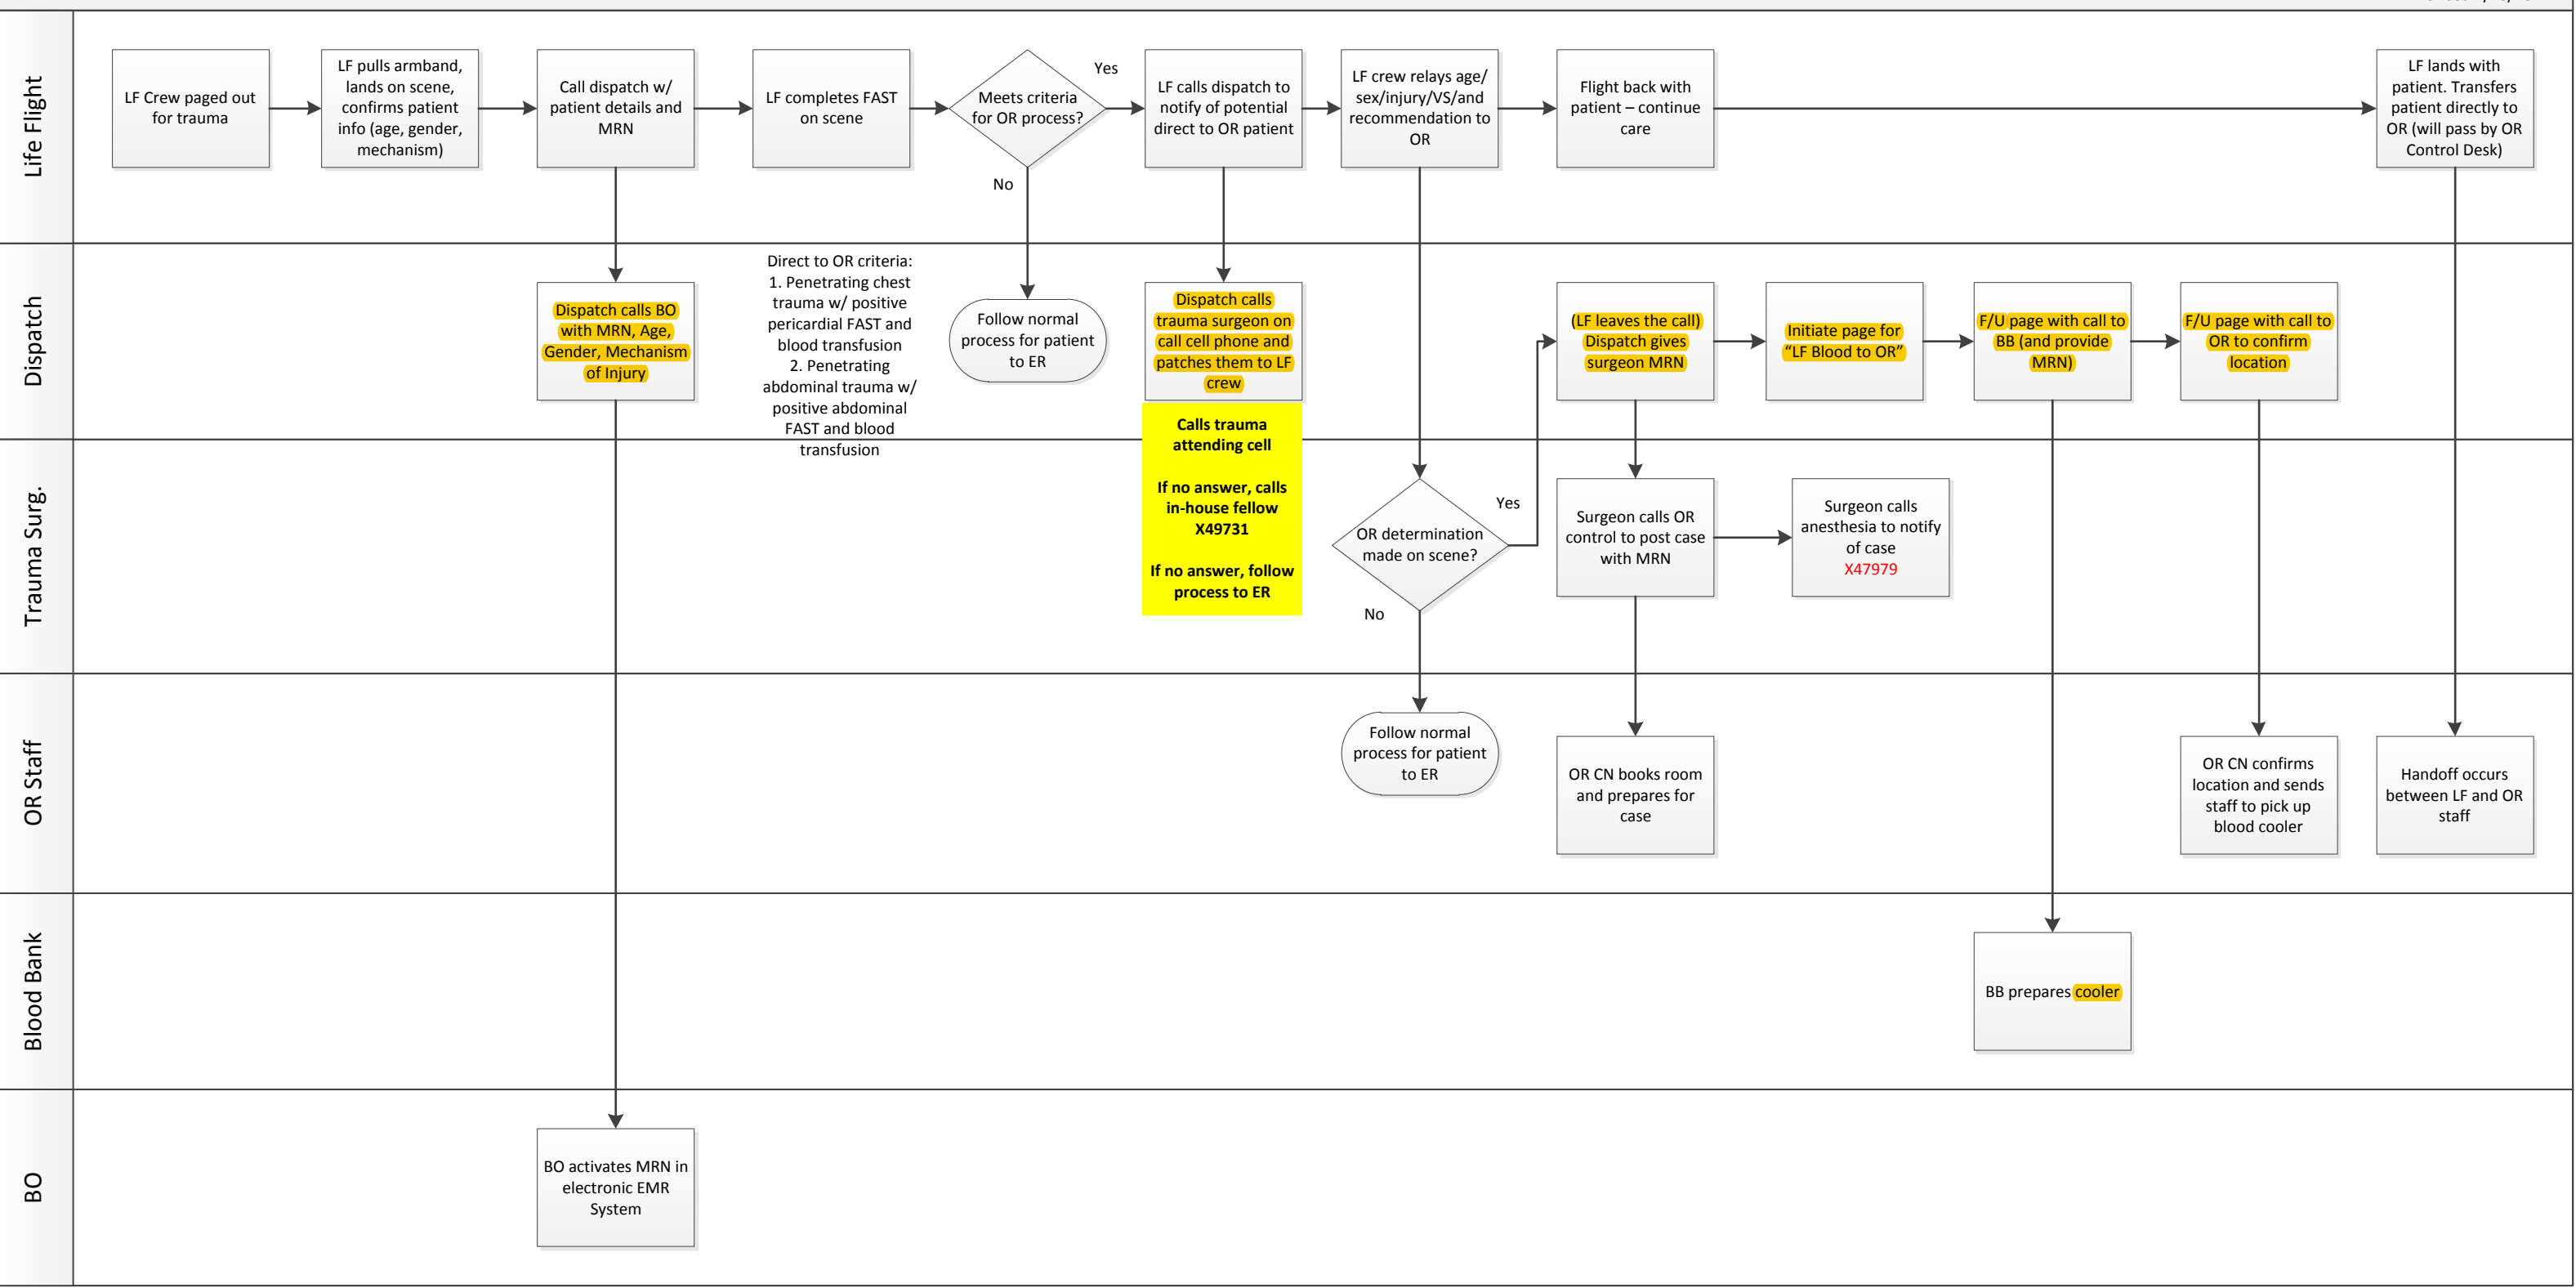 Life Flight
LF Crew paged out
for trauma
LF pulls armband,
lands on scene,
confirms patient
info (age, gender,
mechanism)
Call dispatch w/
patient details and
MRN
LF completes FAST
on scene
Meets criteria
for OR process?
Yes
No
LF calls dispatch to
notify of potential
direct to OR patient
LF crew relays age/
sex/injury/VS/and
recommendation to
OR
Flight back with
patient – continue
care
LF lands with
patient. Transfers
patient directly to
OR (will pass by OR
Control Desk)
Dispatch
Dispatch calls BO
with MRN, Age,
Gender, Mechanism
of Injury
Direct to OR criteria:
1. Penetrating chest
trauma w/ positive
pericardial FAST and
blood transfusion
2. Penetrating
abdominal trauma w/
positive abdominal
FAST and blood
transfusion
Follow normal
process for patient
to ER
Dispatch calls
trauma surgeon on
call cell phone and
patches them to LF
crew
Calls trauma
attending cell
If no answer, calls
in-house fellow
X49731
If no answer, follow
process to ER
(LF leaves the call)
Dispatch gives
surgeon MRN
Initiate page for
“LF Blood to OR”
F/U page with call to
BB (and provide
MRN)
F/U page with call to
OR to confirm
location
Trauma Surg.
OR determination
made on scene?
Yes
No
Surgeon calls OR
control to post case
with MRN
Surgeon calls
anesthesia to notify
of case
X47979
OR Staff
Follow normal
process for patient
to ER
OR CN books room
and prepares for
case
OR CN confirms
location and sends
staff to pick up
blood cooler
Handoff occurs
between LF and OR
staff
Blood Bank
BB prepares cooler
BO
BO activates MRN in
electronic EMR
System